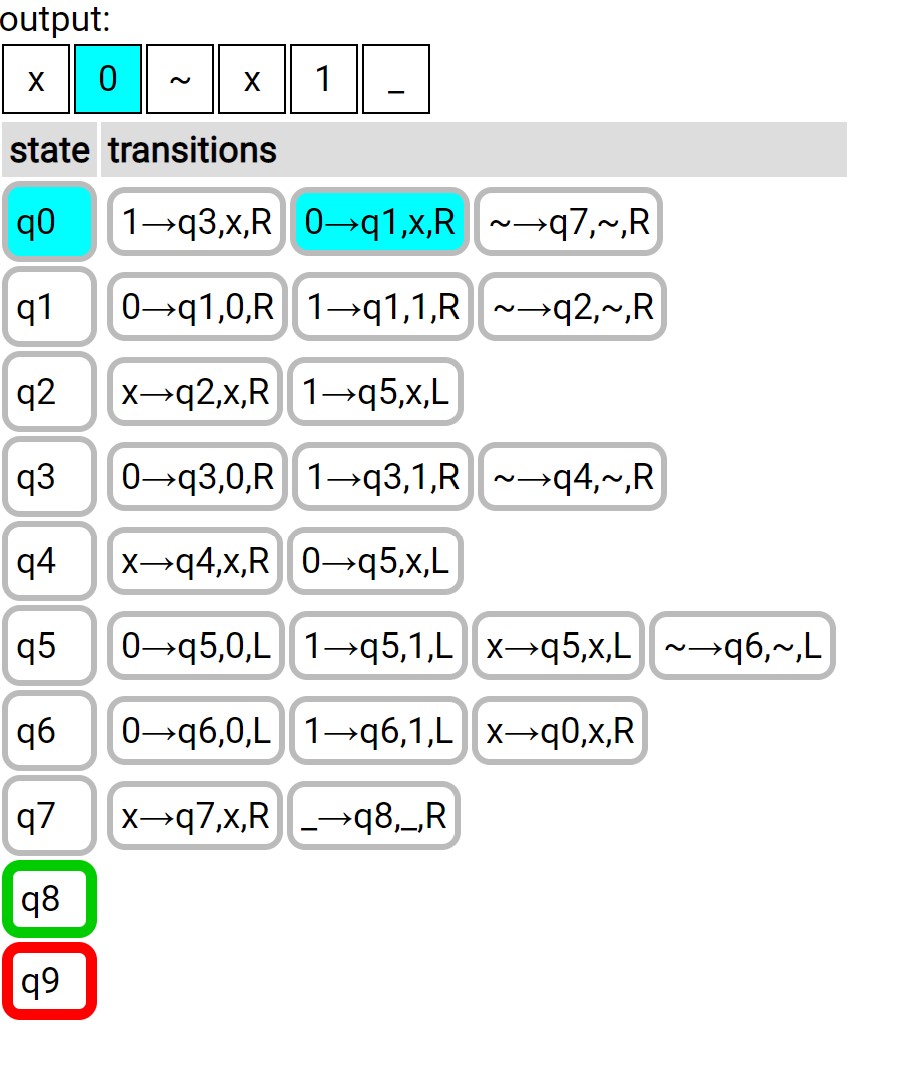 output:
x 0 ~ x 1 _
state transitions
q0 1→q3,x,R 0→q1,x,R ~→q7,~,R
q1 0→q1,0,R 1→q1,1,R ~→q2,~,R
q2 x→q2,x,R 1→q5,x,L
q3 0→q3,0,R 1→q3,1,R ~→q4,~,R
q4 x→q4,x,R 0→q5,x,L
q5 0→q5,0,L 1→q5,1,L x→q5,x,L ~→q6,~,L
q6 0→q6,0,L 1→q6,1,L x→q0,x,R
q7 x→q7,x,R _→q8,_,R
q8
q9